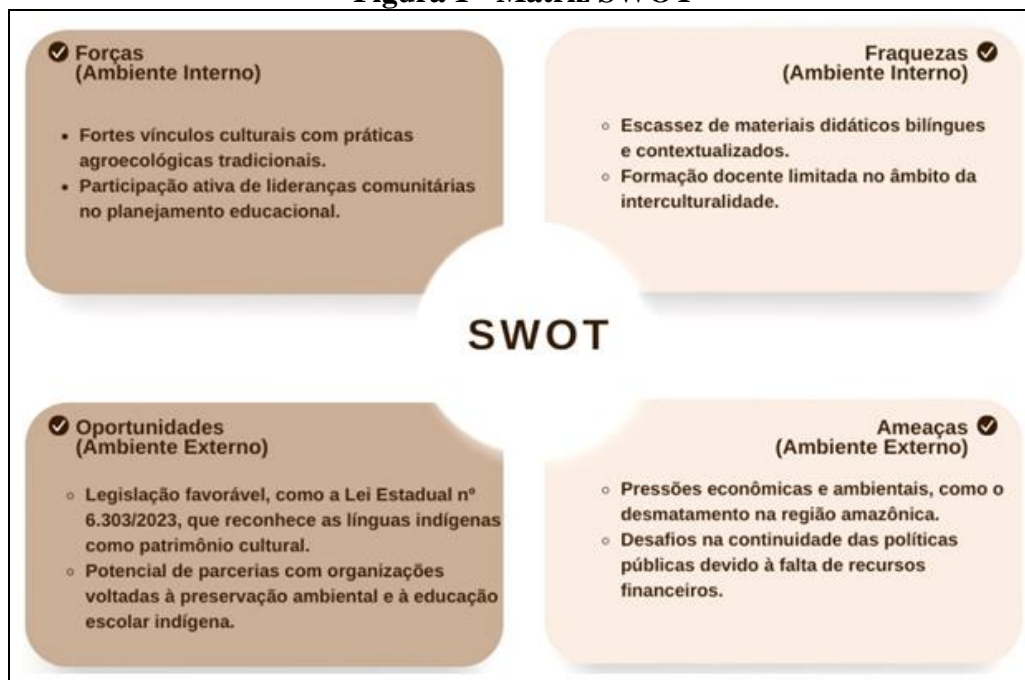 Forças
(Ambiente Interno)
• Fortes vínculos culturais com práticas
agroecológicas tradicionais.
• Participação ativa de lideranças comunitárias
no planejamento educacional.
Fraquezas
(Ambiente Interno)
◦ Escassez de materiais didáticos bilíngues
e contextualizados.
◦ Formação docente limitada no âmbito da
interculturalidade.
SWOT
Oportunidades
(Ambiente Externo)
◦ Legislação favorável, como a Lei Estadual nº
6.303/2023, que reconhece as línguas indígenas
como patrimônio cultural.
◦ Potencial de parcerias com organizações
voltadas à preservação ambiental e à educação
escolar indígena.
Ameaças
(Ambiente Externo)
◦ Pressões econômicas e ambientais, como o
desmatamento na região amazônica.
◦ Desafios na continuidade das políticas
públicas devido à falta de recursos
financeiros.